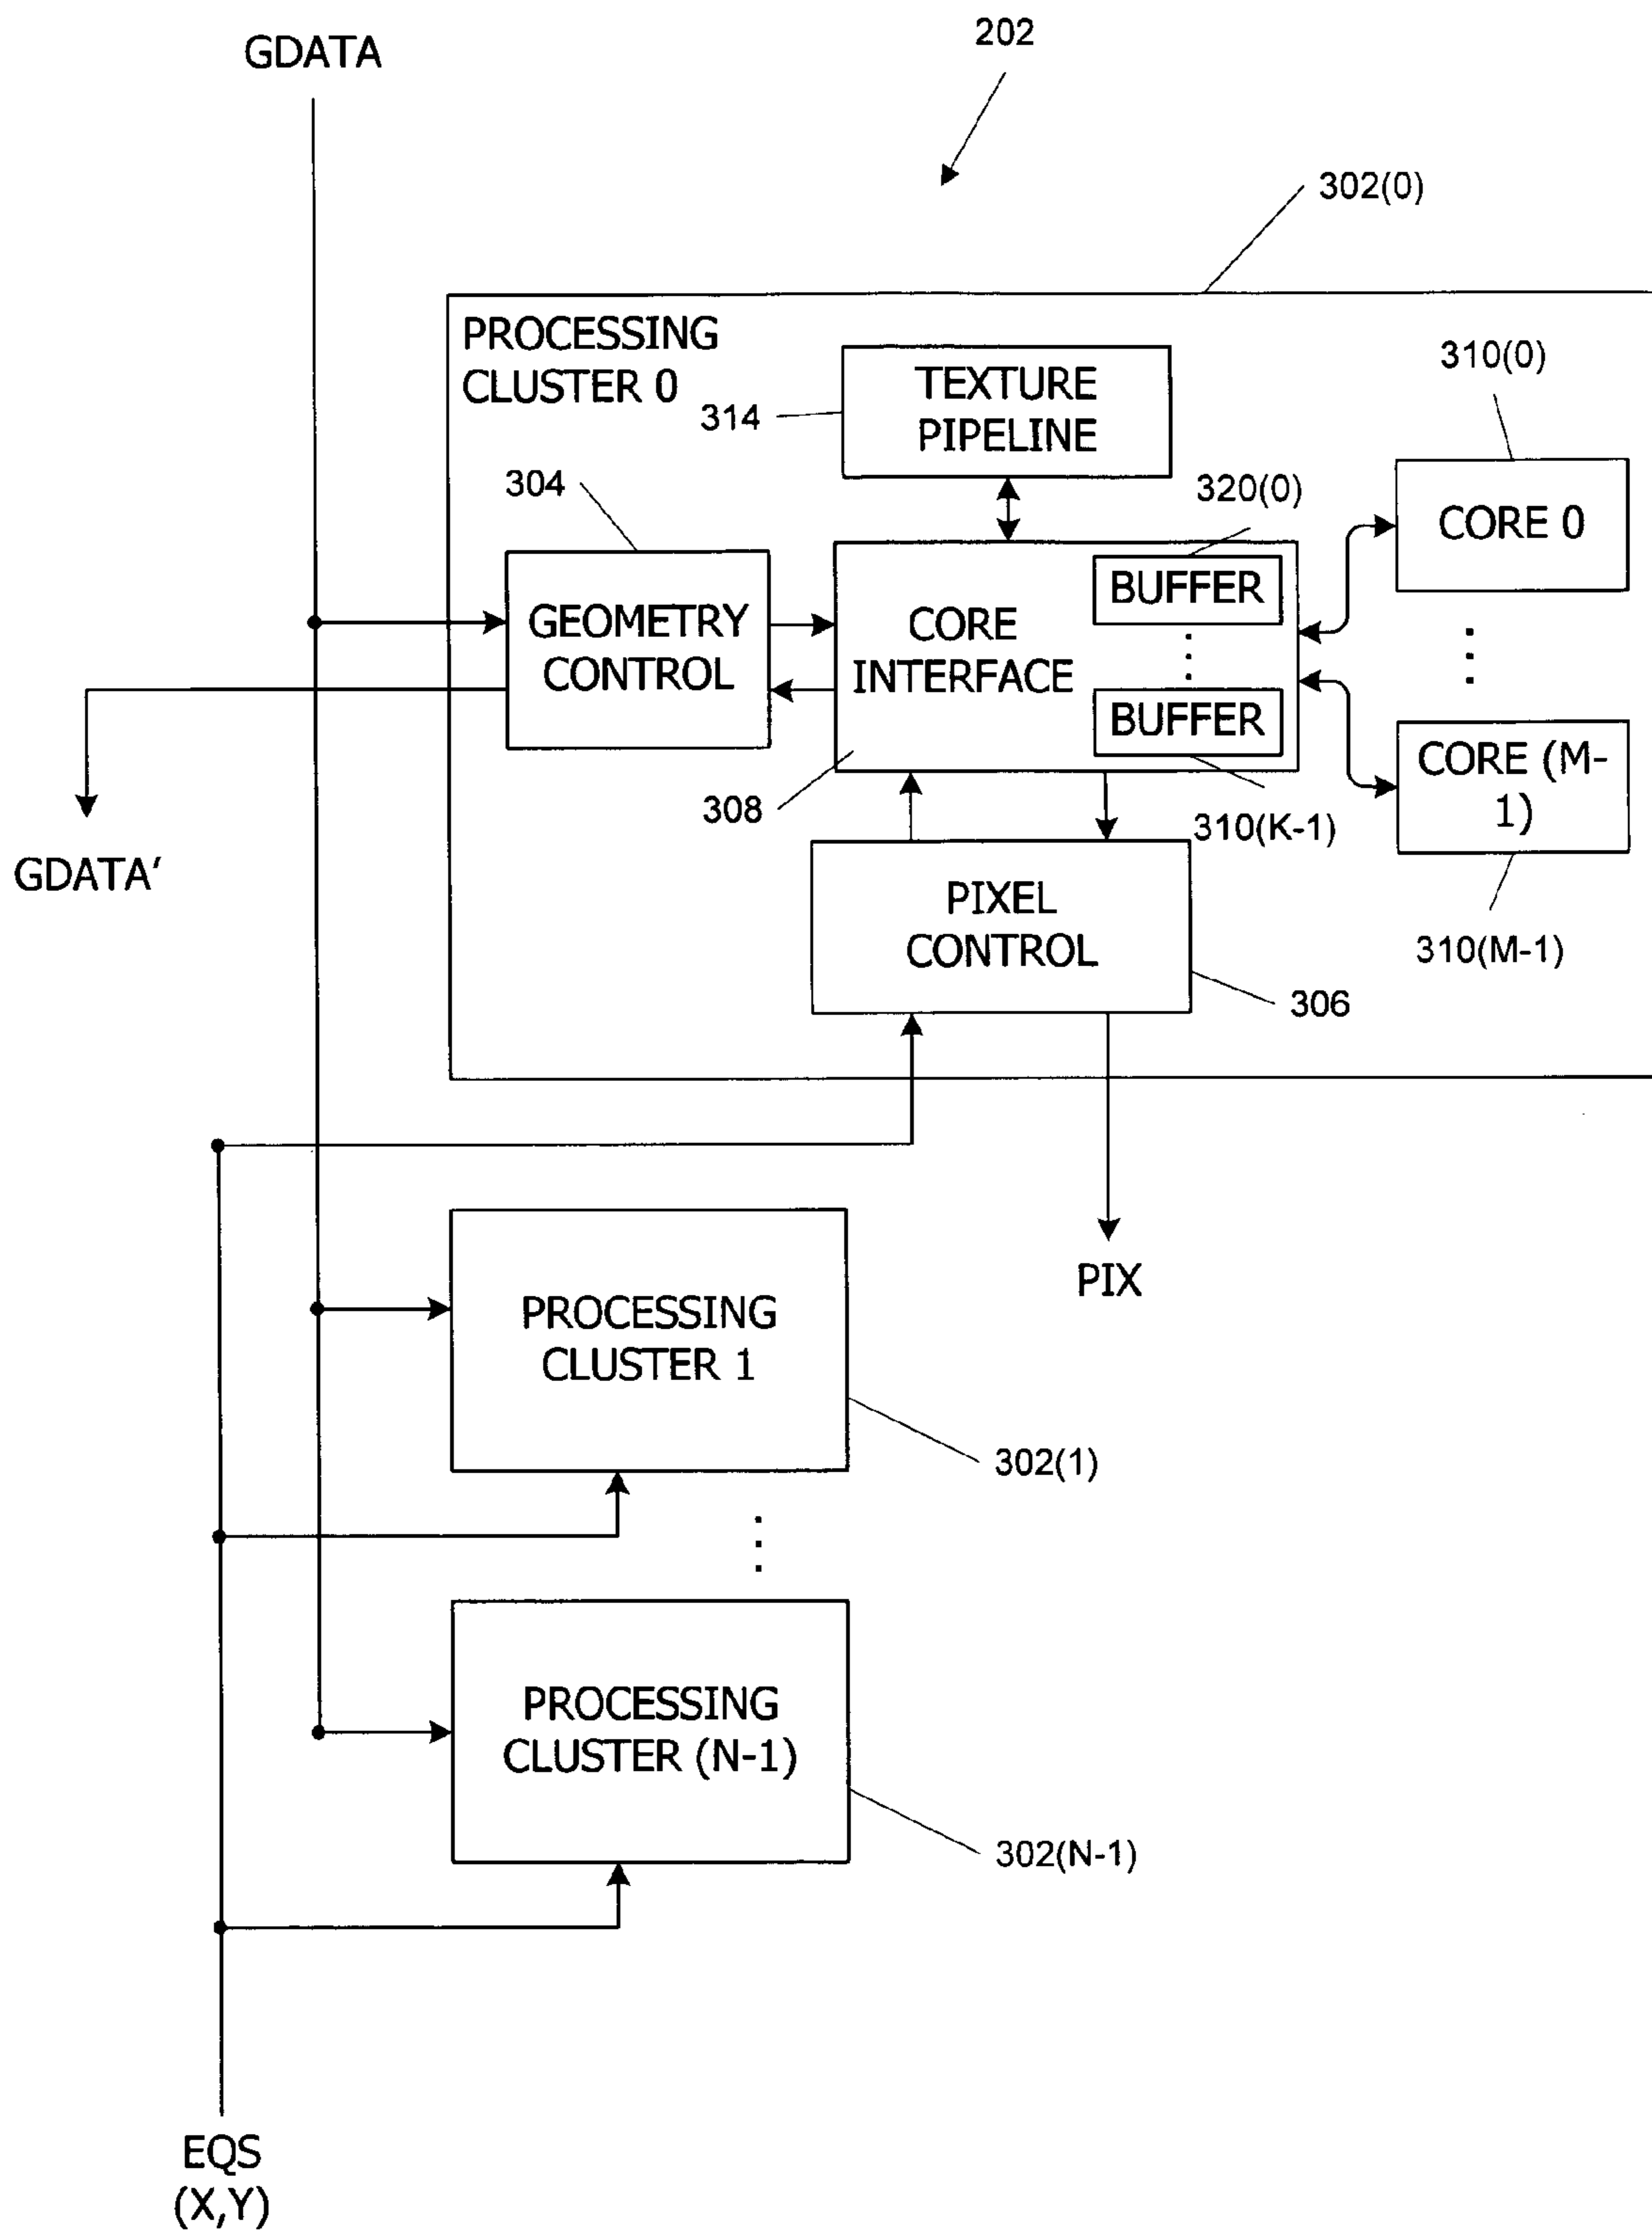 GDATA
202
302(0)
PROCESSING
CLUSTER 0
TEXTURE
PIPELINE
314
310(0)
304
320(0)
CORE 0
BUFFER
GEOMETRY
CONTROL
CORE
INTERFACE
BUFFER
CORE (M-
1)
308
310(K-1)
GDATA'
PIXEL
CONTROL
310(M-1)
306
PIX
PROCESSING
CLUSTER 1
302(1)
PROCESSING
CLUSTER (N-1)
302(N-1)
EQS
(X,Y)